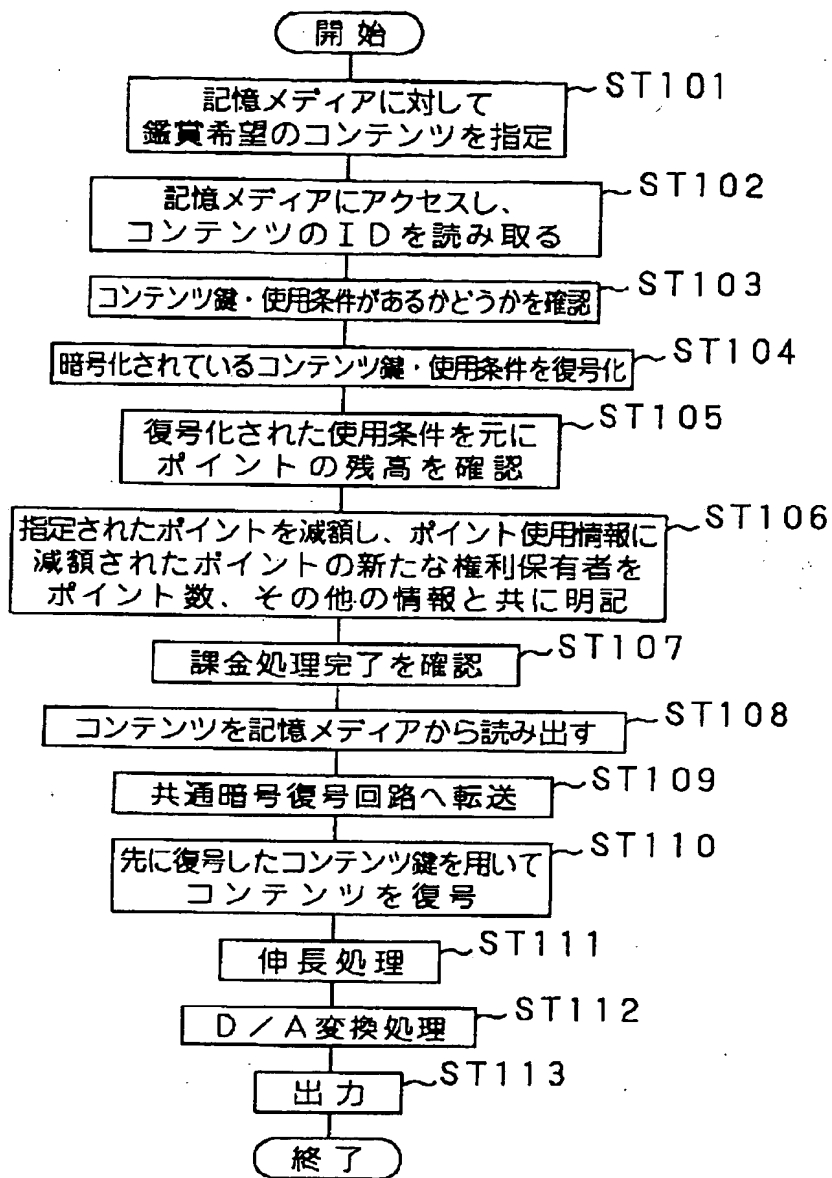 開始
記憶メディアに対して
鑑賞希望のコンテンツを指定
ST101
記憶メディアにアクセスし、
コンテンツのIDを読み取る
ST102
コンテンツ鍵・使用条件があるかどうかを確認
ST103
暗号化されているコンテンツ鍵・使用条件を復号化
ST104
復号化された使用条件を元に
ポイントの残高を確認
ST105
指定されたポイントを減額し、ポイント使用情報に
減額されたポイントの新たな権利保有者を
ポイント数、その他の情報と共に明記
ST106
課金処理完了を確認
ST107
コンテンツを記憶メディアから読み出す
ST108
共通暗号復号回路へ転送
ST109
先に復号したコンテンツ鍵を用いて
コンテンツを復号
ST110
伸長処理
ST111
D/A変換処理
ST112
出力
ST113
終了